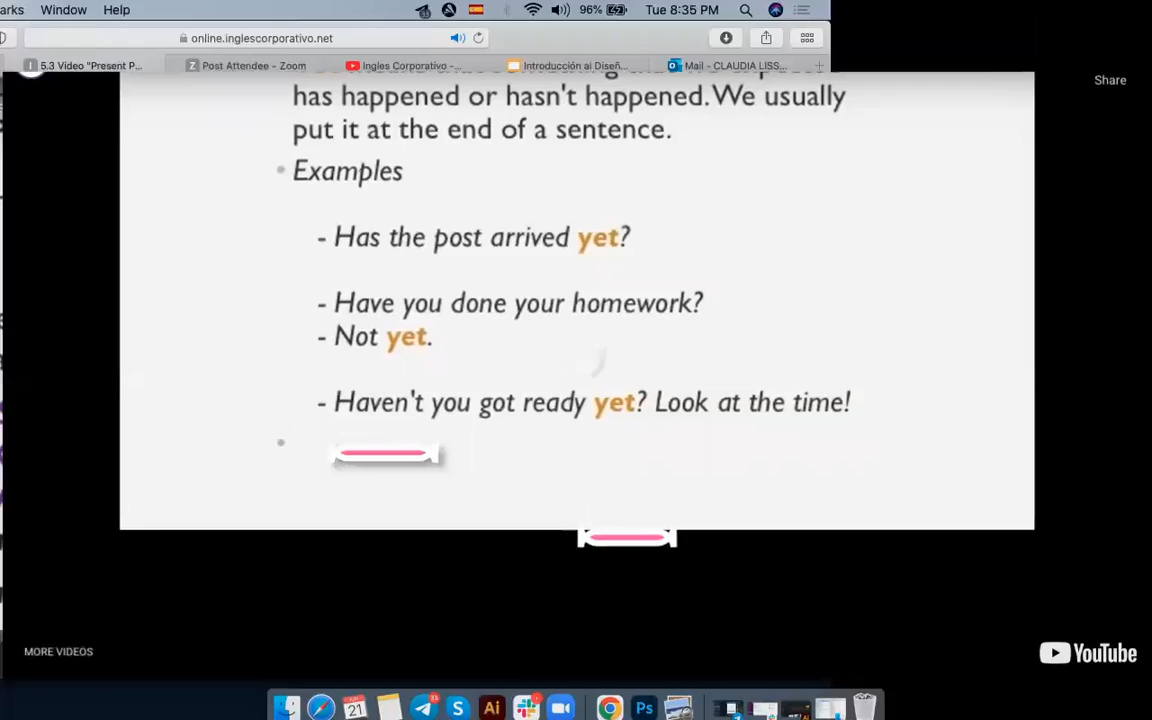 arks Window Help 96% Tue 8:35 PM
online.inglescorporativo.net
5.3 Video "Present P... Post Attendee - Zoom Ingles Corporativo -... Introducción al Diseñ... Mail - CLAUDIA LISS...
Share
has happened or hasn't happened. We usually
put it at the end of a sentence.
Examples
- Has the post arrived yet?
- Have you done your homework?
- Not yet.
- Haven't you got ready yet? Look at the time!
MORE VIDEOS
YouTube
21 Ai Ps